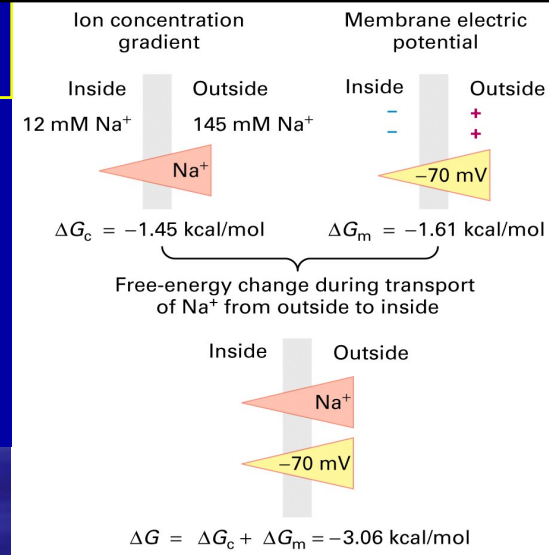 Ion concentration
gradient
Inside Outside
12 mM Na⁺ 145 mM Na⁺
Na⁺
ΔGc = −1.45 kcal/mol
Membrane electric
potential
Inside Outside
− +
− +
−70 mV
ΔGm = −1.61 kcal/mol
Free-energy change during transport
of Na⁺ from outside to inside
Inside Outside
Na⁺
−70 mV
ΔG = ΔGc + ΔGm = −3.06 kcal/mol